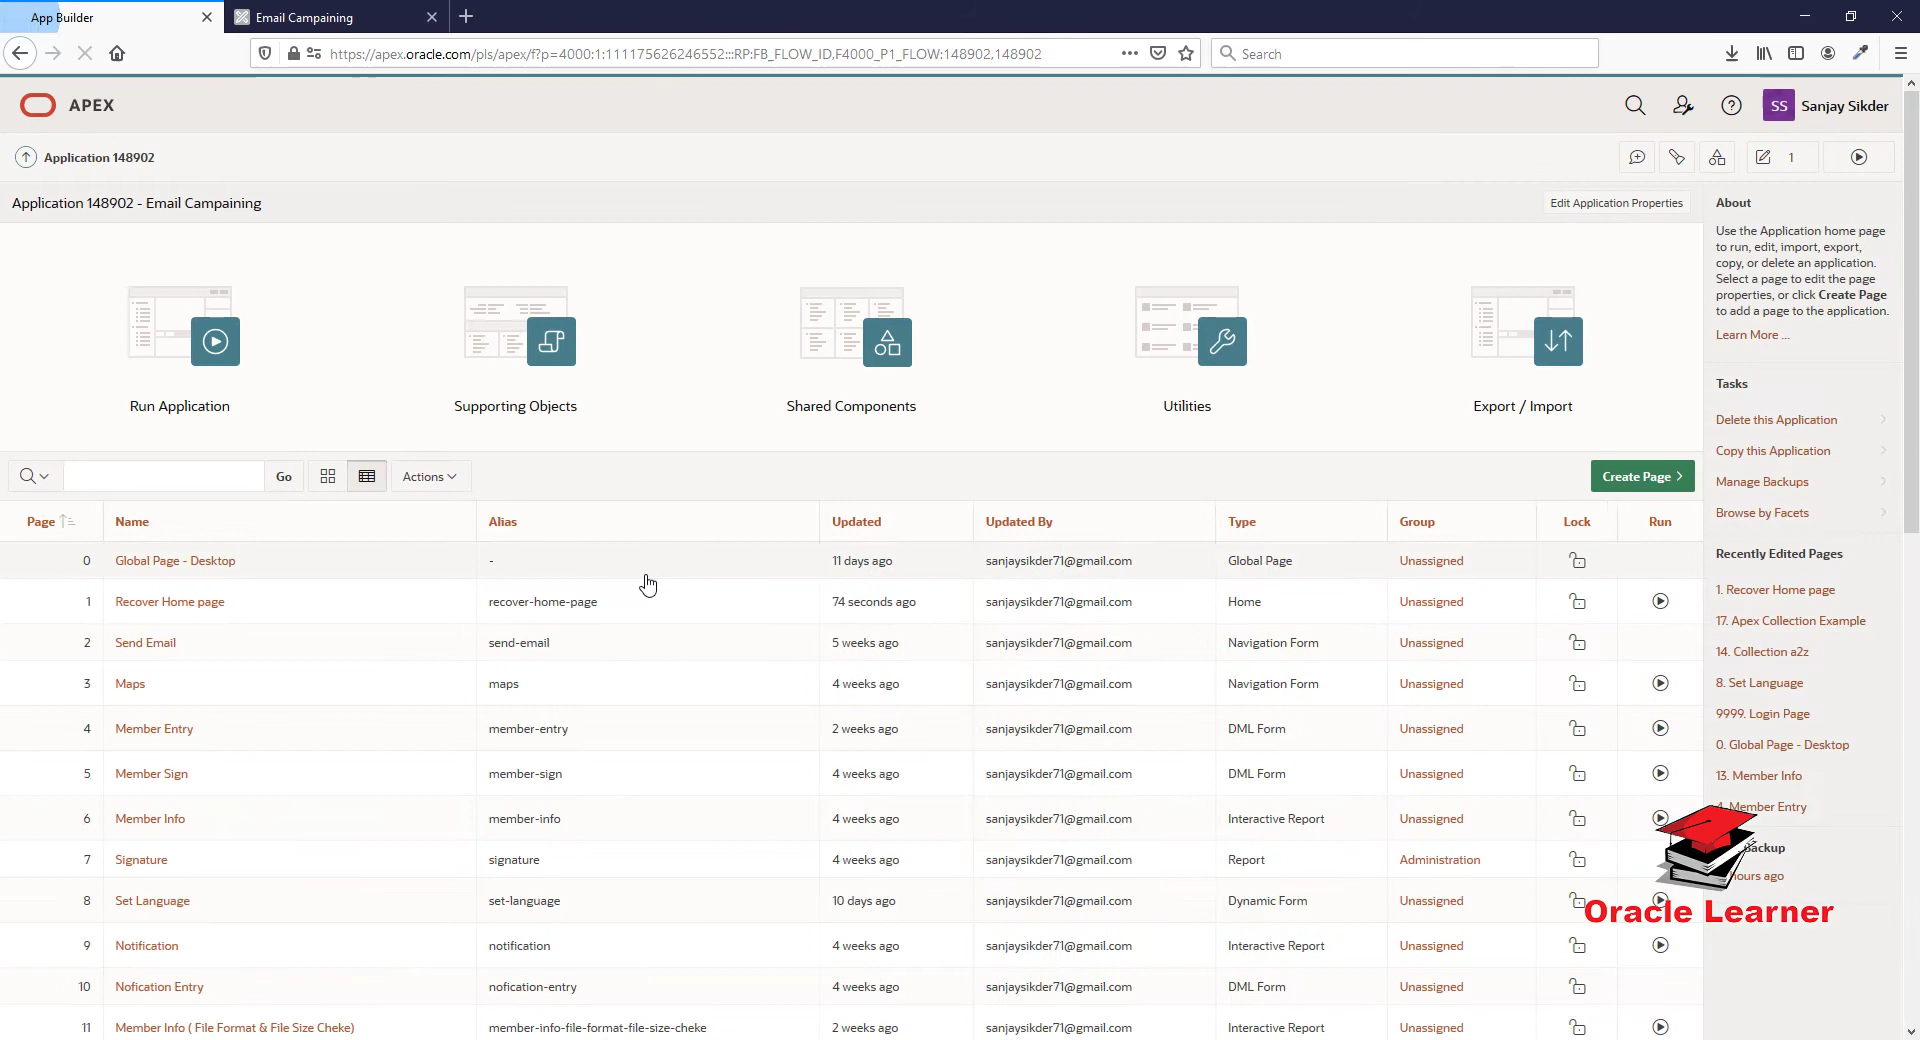 App Builder
Email Campaining
https://apex.oracle.com/pls/apex/f?p=4000:1:111175626246552:::RP:FB_FLOW_ID,F4000_P1_FLOW:148902,148902
Search
APEX
SS Sanjay Sikder
Application 148902
1
Application 148902 - Email Campaining
Edit Application Properties
Run Application
Supporting Objects
Shared Components
Utilities
Export / Import
Go
Actions
Create Page
Page Name Alias Updated Updated By Type Group Lock Run
0 Global Page - Desktop - 11 days ago sanjaysikder71@gmail.com Global Page Unassigned
1 Recover Home page recover-home-page 74 seconds ago sanjaysikder71@gmail.com Home Unassigned
2 Send Email send-email 5 weeks ago sanjaysikder71@gmail.com Navigation Form Unassigned
3 Maps maps 4 weeks ago sanjaysikder71@gmail.com Navigation Form Unassigned
4 Member Entry member-entry 2 weeks ago sanjaysikder71@gmail.com DML Form Unassigned
5 Member Sign member-sign 4 weeks ago sanjaysikder71@gmail.com DML Form Unassigned
6 Member Info member-info 4 weeks ago sanjaysikder71@gmail.com Interactive Report Unassigned
7 Signature signature 4 weeks ago sanjaysikder71@gmail.com Report Administration
8 Set Language set-language 10 days ago sanjaysikder71@gmail.com Dynamic Form Unassigned
9 Notification notification 4 weeks ago sanjaysikder71@gmail.com Interactive Report Unassigned
10 Nofication Entry nofication-entry 4 weeks ago sanjaysikder71@gmail.com DML Form Unassigned
11 Member Info ( File Format & File Size Cheke) member-info-file-format-file-size-cheke 2 weeks ago sanjaysikder71@gmail.com Interactive Report Unassigned
About
Use the Application home page
to run, edit, import, export,
copy, or delete an application.
Select a page to edit the page
properties, or click Create Page
to add a page to the application.
Learn More ...
Tasks
Delete this Application
Copy this Application
Manage Backups
Browse by Facets
Recently Edited Pages
1. Recover Home page
17. Apex Collection Example
14. Collection a2z
8. Set Language
9999. Login Page
0. Global Page - Desktop
13. Member Info
4. Member Entry
Backup
hours ago
Oracle Learner